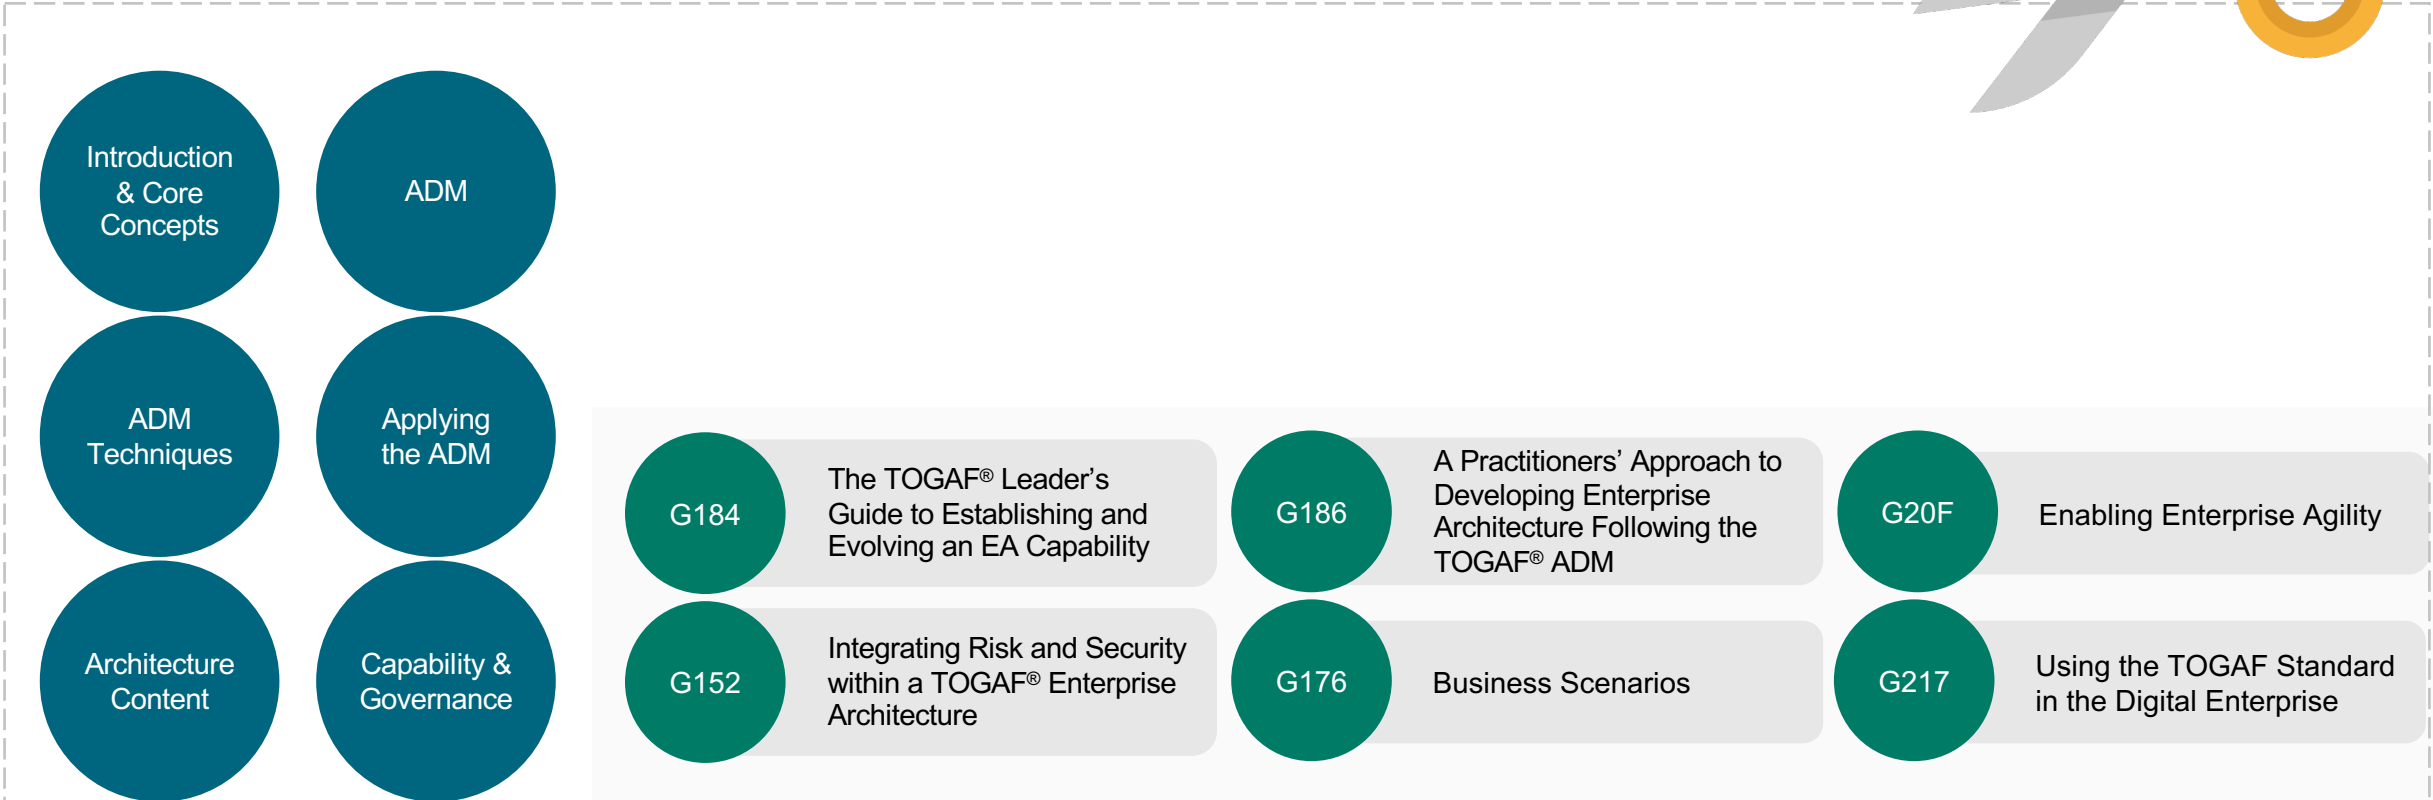 Introduction
& Core
Concepts
ADM
ADM
Techniques
Applying
the ADM
Architecture
Content
Capability &
Governance
G184
The TOGAF® Leader’s
Guide to Establishing and
Evolving an EA Capability
G186
A Practitioners’ Approach to
Developing Enterprise
Architecture Following the
TOGAF® ADM
G20F
Enabling Enterprise Agility
G152
Integrating Risk and Security
within a TOGAF® Enterprise
Architecture
G176
Business Scenarios
G217
Using the TOGAF Standard
in the Digital Enterprise